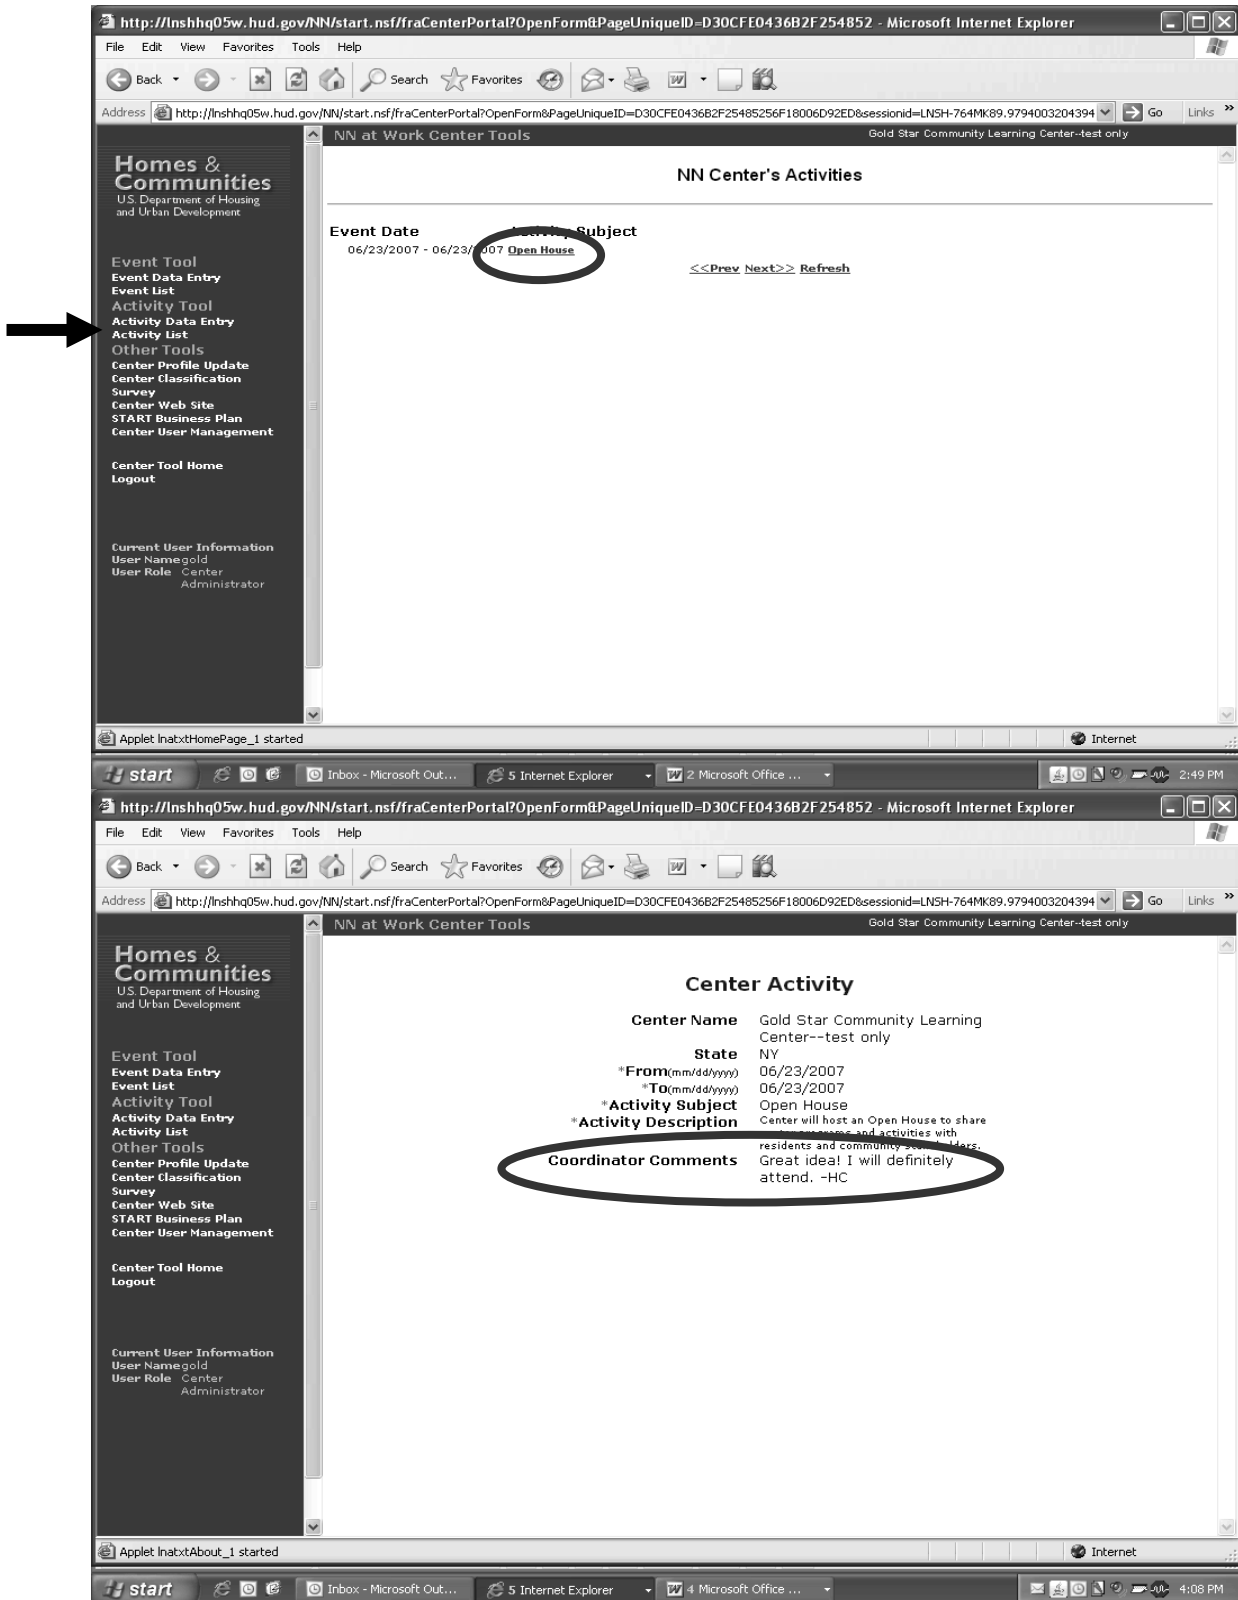 http://lnshhq05w.hud.gov/NN/start.nsf/fraCenterPortal?OpenForm&PageUniqueID=D30CFE0436B2F254852 - Microsoft Internet Explorer
File Edit View Favorites Tools Help
Back Search Favorites
Address http://lnshhq05w.hud.gov/NN/start.nsf/fraCenterPortal?OpenForm&PageUniqueID=D30CFE0436B2F25485256F18006D92ED&sessionid=LNSH-764MK89.9794003204394 Go Links »
NN at Work Center Tools Gold Star Community Learning Center--test only
Homes &
Communities
U.S. Department of Housing
and Urban Development
NN Center's Activities
Event Date Activity Subject
06/23/2007 - 06/23/2007 Open House
<<Prev Next>> Refresh
Event Tool
Event Data Entry
Event List
Activity Tool
Activity Data Entry
Activity List
Other Tools
Center Profile Update
Center Classification
Survey
Center Web Site
START Business Plan
Center User Management
Center Tool Home
Logout
Current User Information
User Name gold
User Role Center
Administrator
Applet lnatxtHomePage_1 started Internet
start Inbox - Microsoft Out... 5 Internet Explorer 2 Microsoft Office ... 2:49 PM
http://lnshhq05w.hud.gov/NN/start.nsf/fraCenterPortal?OpenForm&PageUniqueID=D30CFE0436B2F254852 - Microsoft Internet Explorer
File Edit View Favorites Tools Help
Back Search Favorites
Address http://lnshhq05w.hud.gov/NN/start.nsf/fraCenterPortal?OpenForm&PageUniqueID=D30CFE0436B2F25485256F18006D92ED&sessionid=LNSH-764MK89.9794003204394 Go Links »
NN at Work Center Tools Gold Star Community Learning Center--test only
Homes &
Communities
U.S. Department of Housing
and Urban Development
Center Activity
Center Name Gold Star Community Learning
Center--test only
State NY
*From(mm/dd/yyyy) 06/23/2007
*To(mm/dd/yyyy) 06/23/2007
*Activity Subject Open House
*Activity Description Center will host an Open House to share
programs and activities with
residents and community stakeholders.
Coordinator Comments Great idea! I will definitely
attend. -HC
Event Tool
Event Data Entry
Event List
Activity Tool
Activity Data Entry
Activity List
Other Tools
Center Profile Update
Center Classification
Survey
Center Web Site
START Business Plan
Center User Management
Center Tool Home
Logout
Current User Information
User Name gold
User Role Center
Administrator
Applet lnatxtAbout_1 started Internet
start Inbox - Microsoft Out... 5 Internet Explorer 4 Microsoft Office ... 4:08 PM